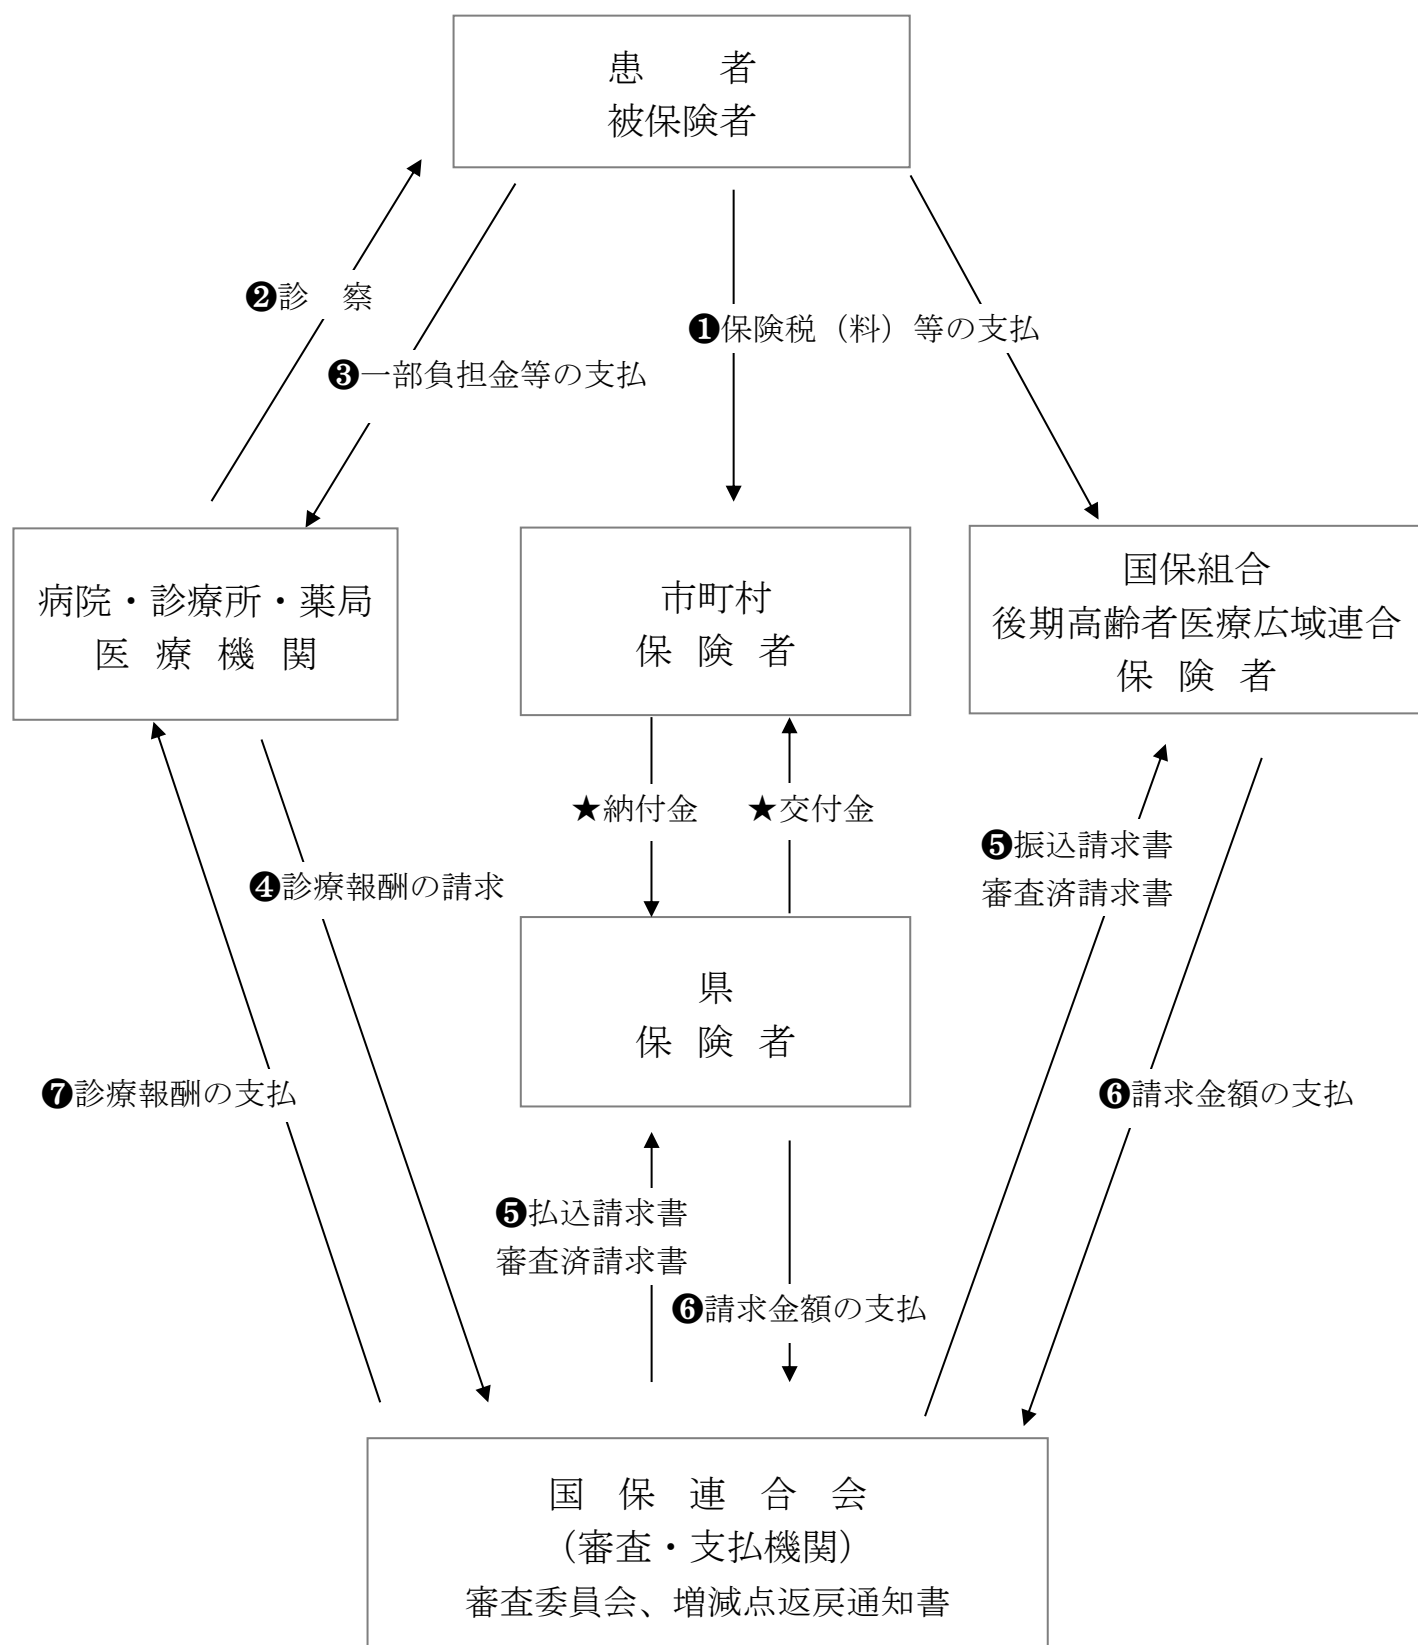 患　　者
被保険者
❷診　察
❶保険税（料）等の支払
❸一部負担金等の支払
病院・診療所・薬局
医 療 機 関
市町村
保 険 者
国保組合
後期高齢者医療広域連合
保 険 者
★納付金
★交付金
❺振込請求書
審査済請求書
❹診療報酬の請求
県
保 険 者
❼診療報酬の支払
❻請求金額の支払
❺払込請求書
審査済請求書
❻請求金額の支払
国 保 連 合 会
（審査・支払機関）
審査委員会、増減点返戻通知書